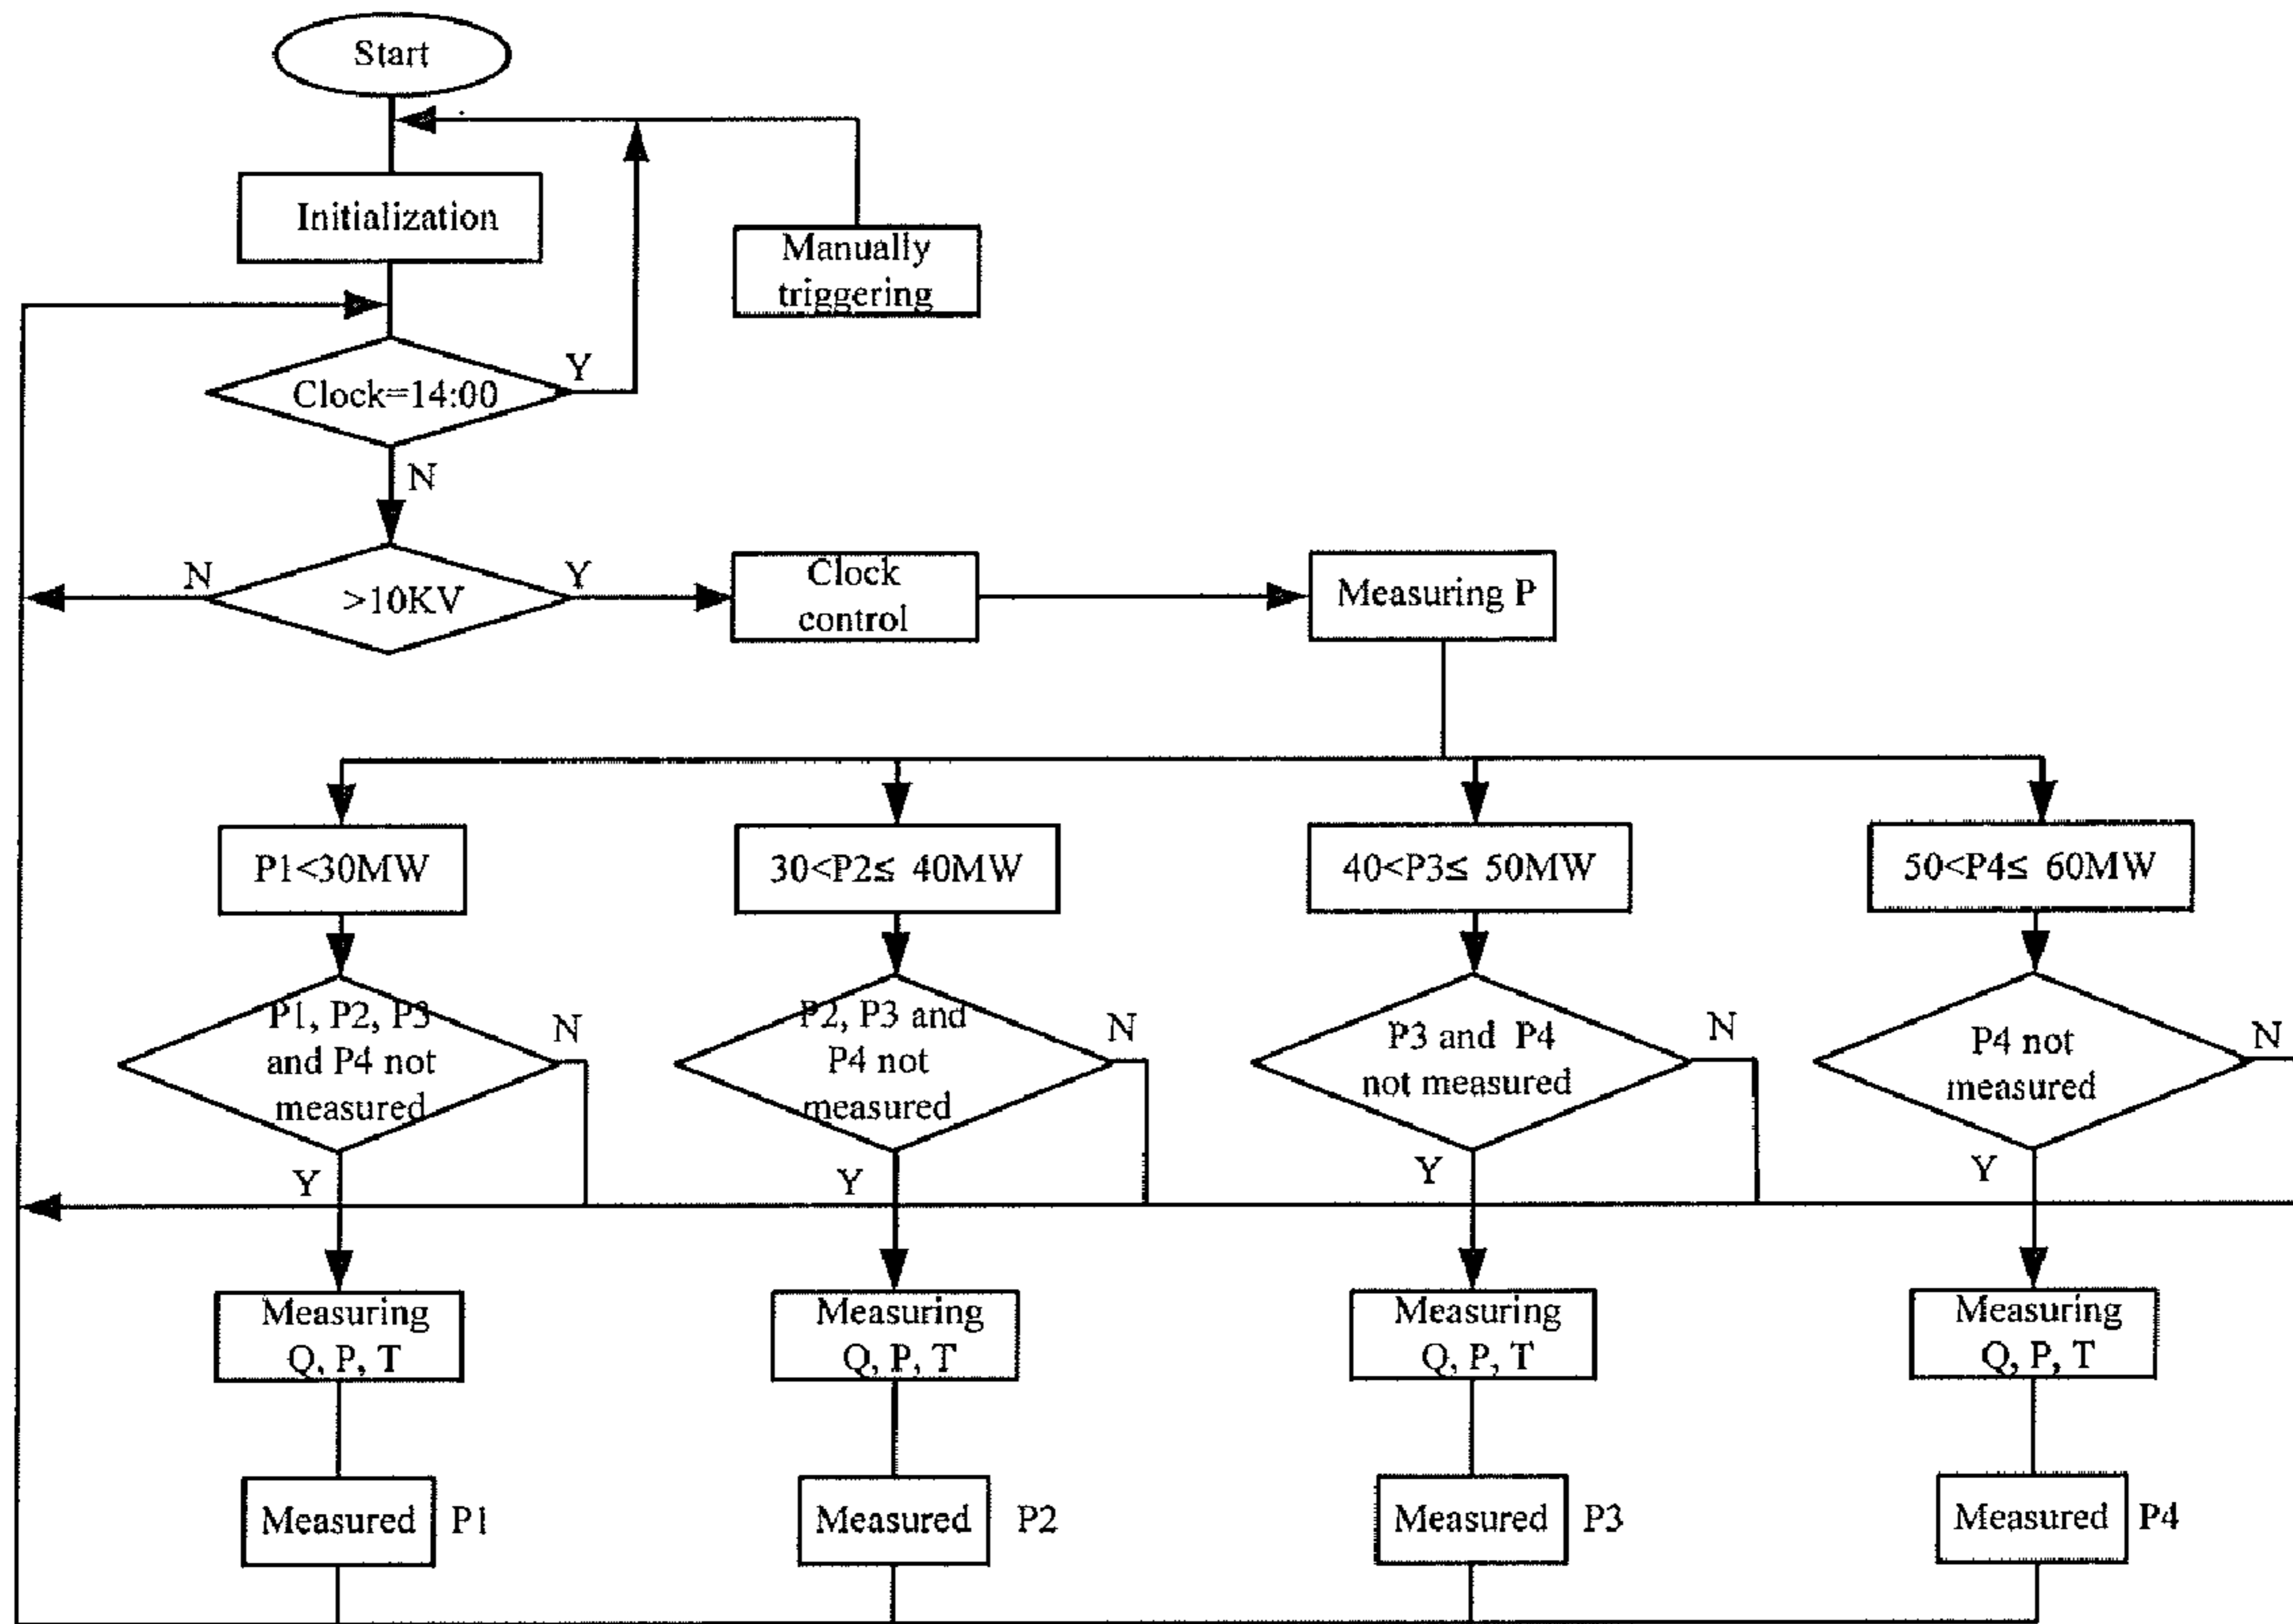 Start
Initialization
Manually
triggering
Clock=14:00
Y
N
>10KV
N
Y
Clock
control
Measuring P
P1<30MW
30<P2≤ 40MW
40<P3≤ 50MW
50<P4≤ 60MW
P1, P2, P3
and P4 not
measured
N
Y
P2, P3 and
P4 not
measured
N
Y
P3 and P4
not measured
N
Y
P4 not
measured
N
Y
Measuring
Q, P, T
Measuring
Q, P, T
Measuring
Q, P, T
Measuring
Q, P, T
Measured P1
Measured P2
Measured P3
Measured P4